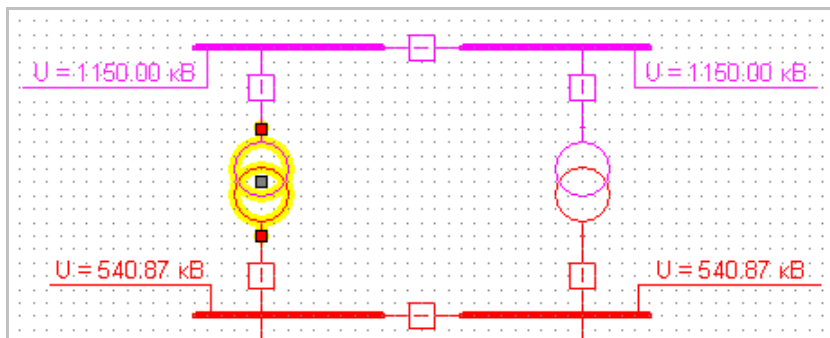 U = 1150.00 кВ
U = 1150.00 кВ
U = 540.87 кВ
U = 540.87 кВ